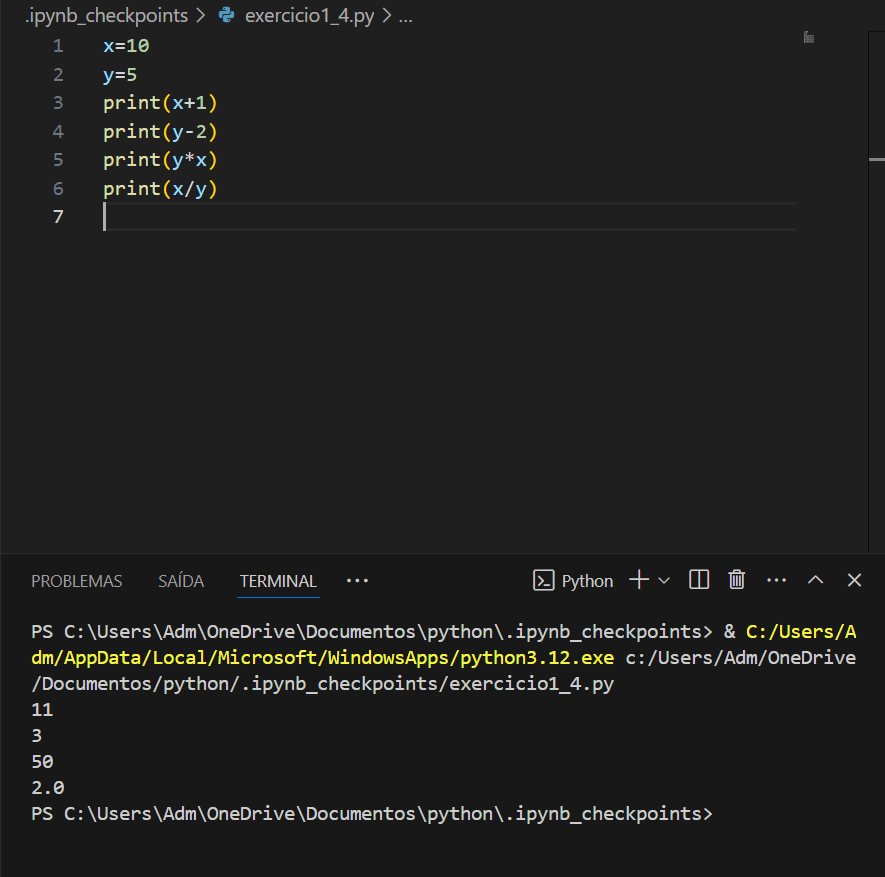 .ipynb_checkpoints > exercicio1_4.py > ...
1 x=10
2 y=5
3 print(x+1)
4 print(y-2)
5 print(y*x)
6 print(x/y)
7
PROBLEMAS SAÍDA TERMINAL ... Python
PS C:\Users\Adm\OneDrive\Documentos\python\.ipynb_checkpoints> & C:/Users/A
dm/AppData/Local/Microsoft/WindowsApps/python3.12.exe c:/Users/Adm/OneDrive
/Documentos/python/.ipynb_checkpoints/exercicio1_4.py
11
3
50
2.0
PS C:\Users\Adm\OneDrive\Documentos\python\.ipynb_checkpoints>